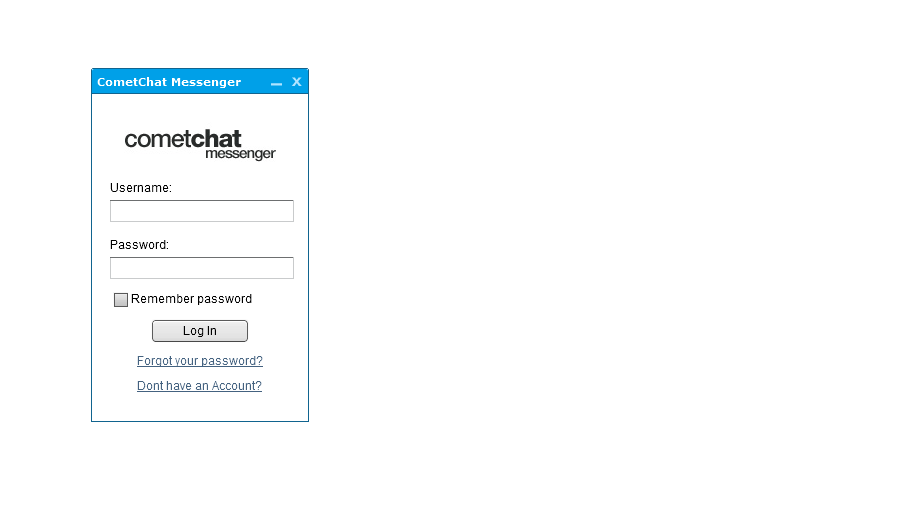 CometChat Messenger
cometchat
messenger
Username:
Password:
Remember password
Log In
Forgot your password?
Dont have an Account?